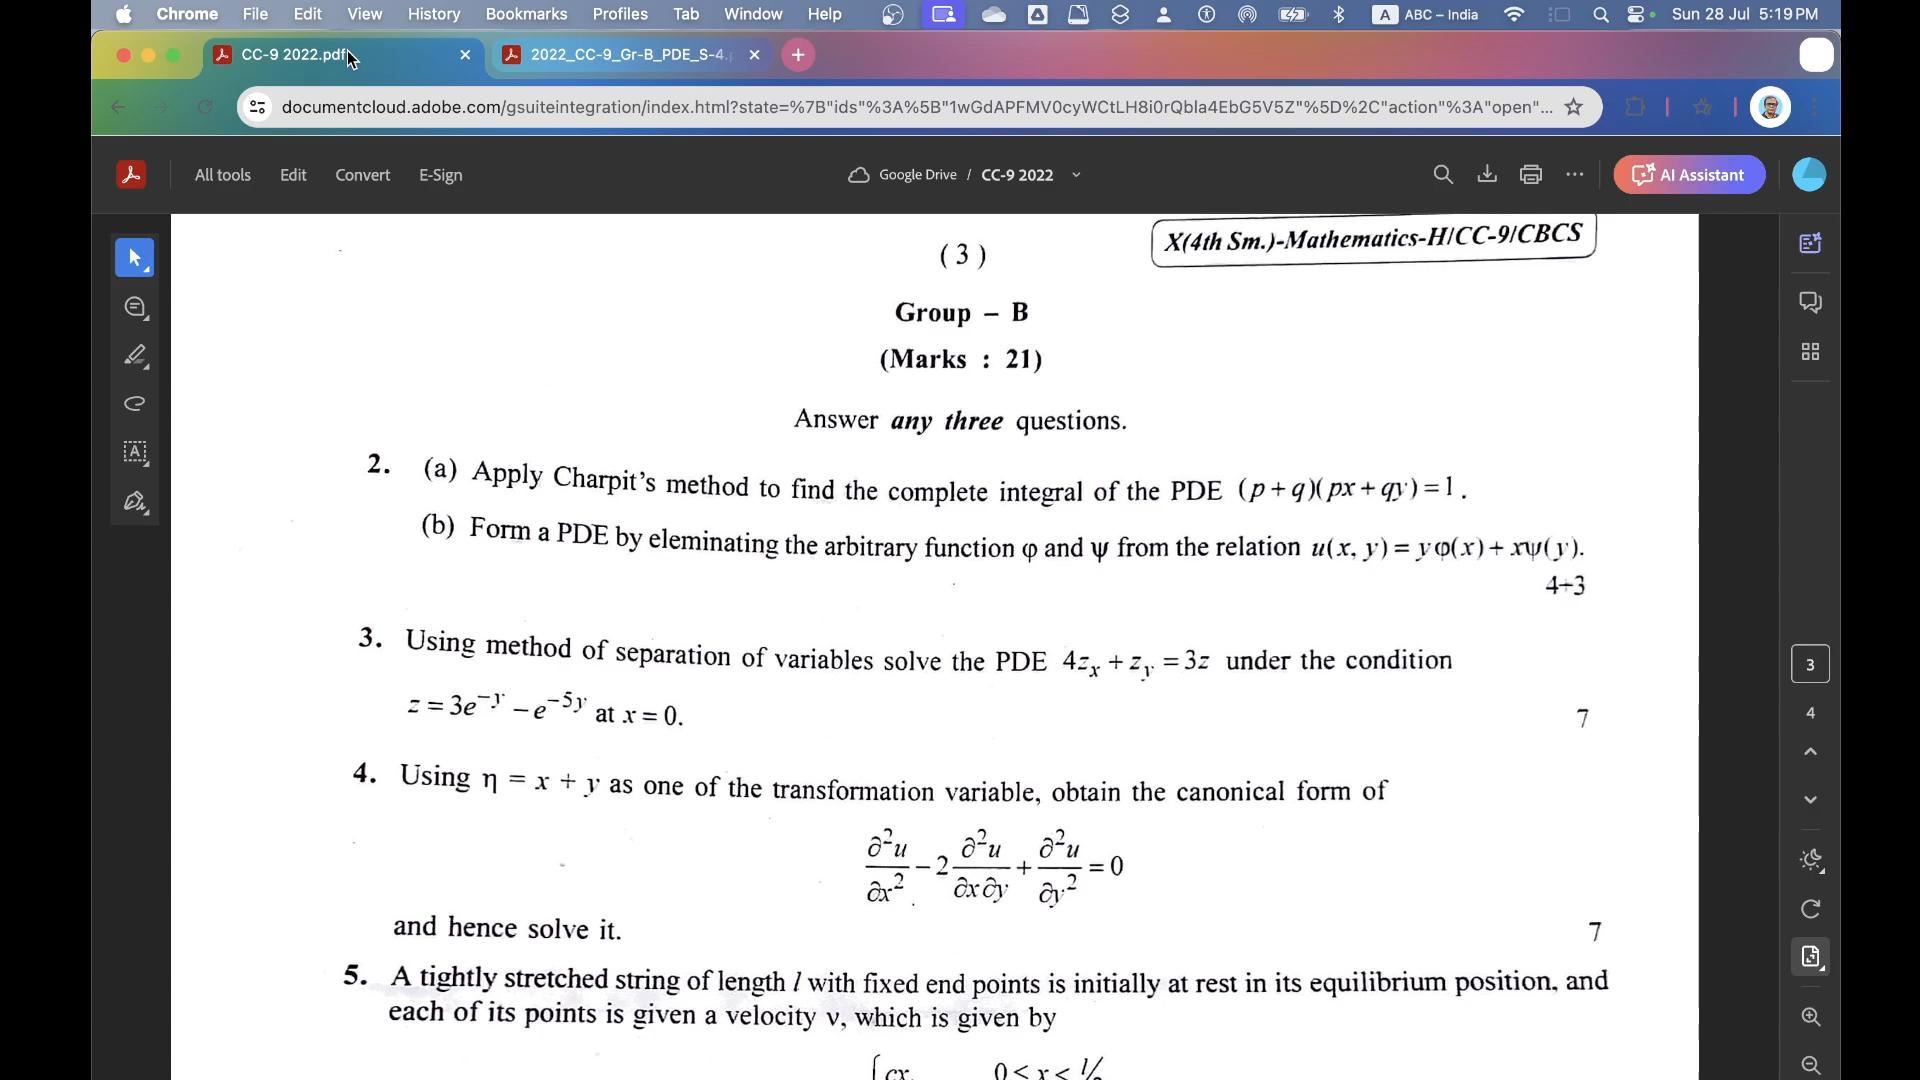 Chrome File Edit View History Bookmarks Profiles Tab Window Help A ABC – India Sun 28 Jul 5:19 PM
CC-9 2022.pdf 2022_CC-9_Gr-B_PDE_S-4.
documentcloud.adobe.com/gsuiteintegration/index.html?state=%7B"ids"%3A%5B"1wGdAPFMV0cyWCtLH8i0rQbla4EbG5V5Z"%5D%2C"action"%3A"open"...
All tools Edit Convert E-Sign Google Drive / CC-9 2022 AI Assistant
X(4th Sm.)-Mathematics-H/CC-9/CBCS
( 3 )
Group – B
(Marks : 21)
Answer any three questions.
2. (a) Apply Charpit's method to find the complete integral of the PDE (p + q)(px + qy) = 1 .
(b) Form a PDE by eleminating the arbitrary function φ and ψ from the relation u(x, y) = yφ(x) + xψ(y).
4+3
3. Using method of separation of variables solve the PDE 4zₓ + z_y = 3z under the condition
z = 3e^{−y} − e^{−5y} at x = 0. 7
4. Using η = x + y as one of the transformation variable, obtain the canonical form of
∂²u/∂x² − 2 ∂²u/∂x∂y + ∂²u/∂y² = 0
and hence solve it. 7
5. A tightly stretched string of length l with fixed end points is initially at rest in its equilibrium position, and
each of its points is given a velocity v, which is given by
cx, 0 < x < l/2
3
4